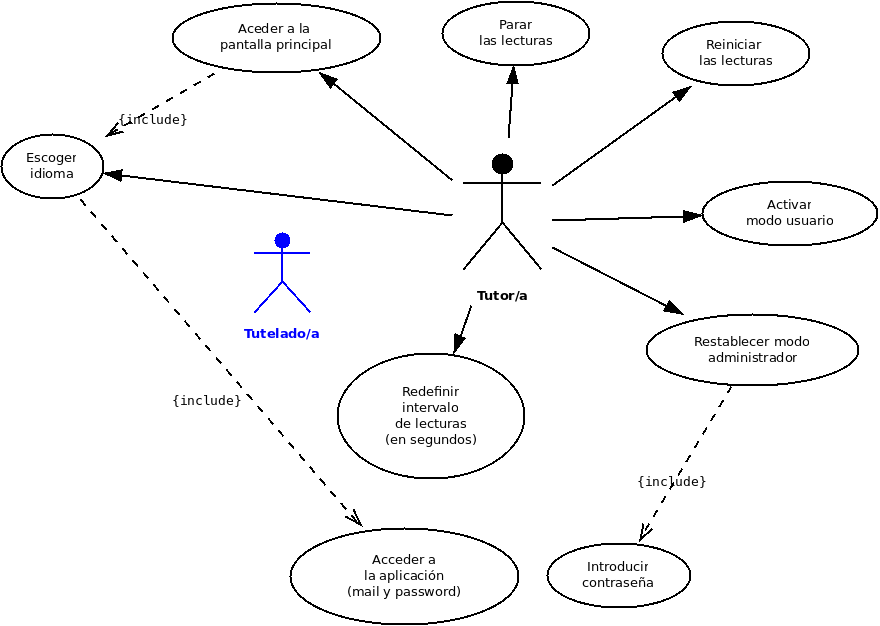 Aceder a la
pantalla principal
Parar
las lecturas
Reiniciar
las lecturas
{include}
Escoger
idioma
Activar
modo usuario
Tutor/a
Tutelado/a
Restablecer modo
administrador
Redefinir
intervalo
de lecturas
(en segundos)
{include}
{include}
Acceder a
la aplicación
(mail y password)
Introducir
contraseña